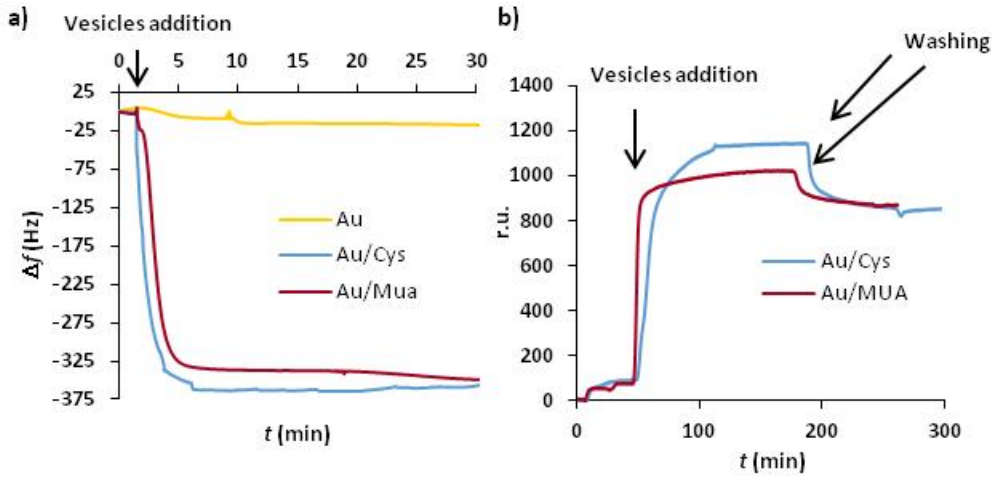 a)
Vesicles addition
0 5 10 15 20 25 30
25
-25
-75
-125
-175
-225
-275
-325
-375
Δf (Hz)
Au
Au/Cys
Au/Mua
t (min)
b)
Washing
Vesicles addition
1400
1200
1000
800
600
400
200
0
r.u.
Au/Cys
Au/MUA
0 100 200 300
t (min)